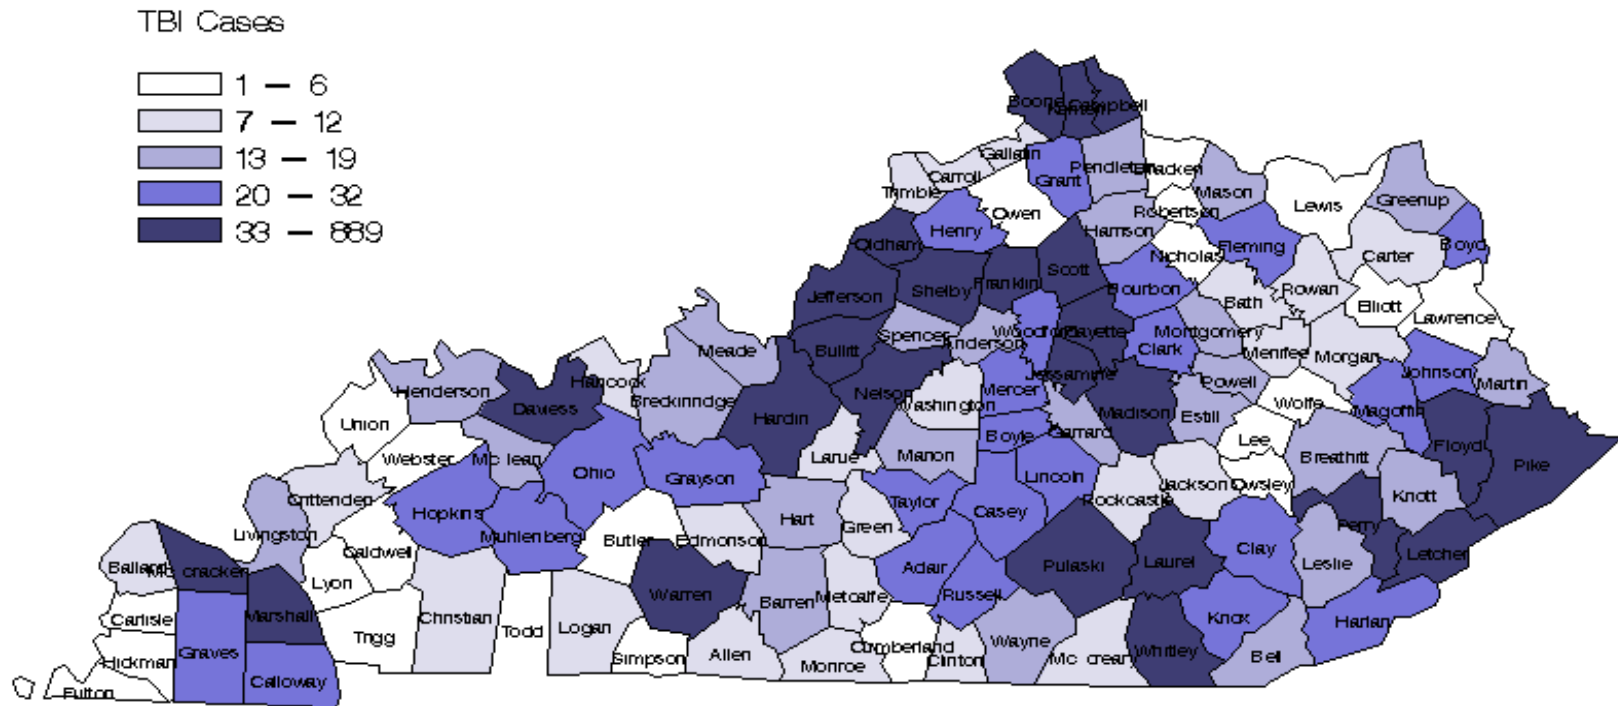 TBI Cases
1 – 6
7 – 12
13 – 19
20 – 32
33 – 889
Boone
Kenton
Campbell
Gallatin
Carroll
Trimble
Grant
Pendleton
Bracken
Mason
Lewis
Greenup
Owen
Robertson
Henry
Harrison
Oldham
Fleming
Boyd
Nicholas
Carter
Scott
Franklin
Shelby
Jefferson
Bourbon
Rowan
Bath
Elliott
Lawrence
Woodford
Fayette
Montgomery
Spencer
Anderson
Bullitt
Meade
Clark
Menifee
Morgan
Johnson
Jessamine
Henderson
Hancock
Nelson
Mercer
Powell
Martin
Breckinridge
Washington
Daviess
Wolfe
Magoffin
Hardin
Madison
Estill
Union
Garrard
Boyle
Lee
Floyd
Webster
Mc lean
Larue
Marion
Breathitt
Pike
Ohio
Grayson
Lincoln
Jackson
Owsley
Knott
Crittenden
Rockcastle
Taylor
Hopkins
Casey
Hart
Green
Perry
Livingston
Muhlenberg
Butler
Edmonson
Clay
Caldwell
Letcher
Leslie
Pulaski
Laurel
Ballard
Mc cracken
Adair
Lyon
Warren
Russell
Barren
Metcalfe
Marshall
Carlisle
Christian
Knox
Harlan
Todd
Logan
Trigg
Wayne
Cumberland
Graves
Whitley
Allen
Bell
Simpson
Hickman
Clinton
Mc creary
Monroe
Calloway
Fulton